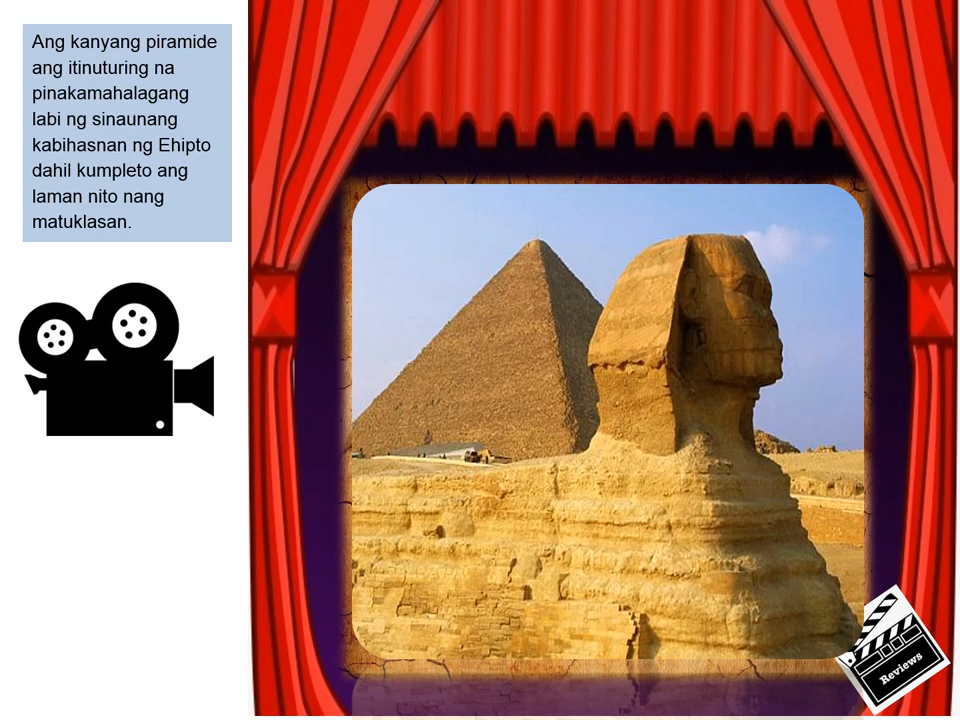 Ang kanyang piramide
ang itinuturing na
pinakamahalagang
labi ng sinaunang
kabihasnan ng Ehipto
dahil kumpleto ang
laman nito nang
matuklasan.
Reviews